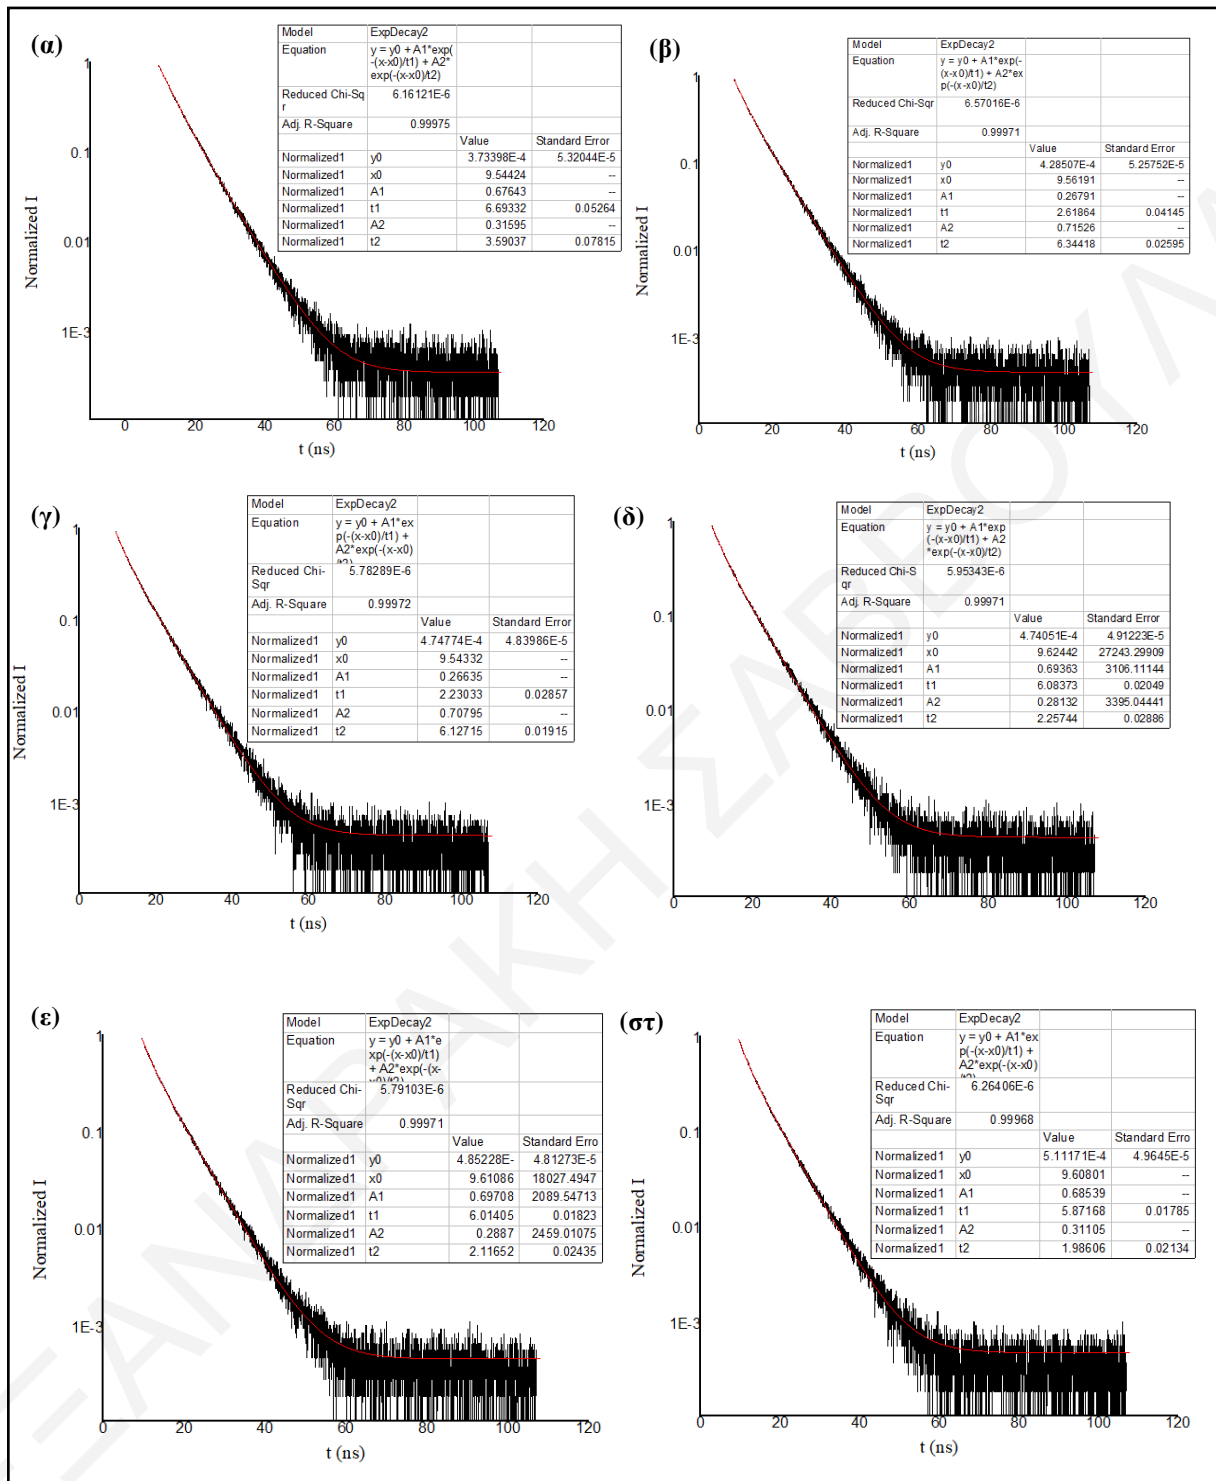 (α)
Model ExpDecay2
Equation y = y0 + A1*exp(
-(x-x0)/t1) + A2*
exp(-(x-x0)/t2)
Reduced Chi-Sq
r 6.16121E-6
Adj. R-Square 0.99975
Value Standard Error
Normalized1 y0 3.73398E-4 5.32044E-5
Normalized1 x0 9.54424 --
Normalized1 A1 0.67643 --
Normalized1 t1 6.69332 0.05264
Normalized1 A2 0.31595 --
Normalized1 t2 3.59037 0.07815
1
0.1
0.01
1E-3
Normalized I
0 20 40 60 80 100 120
t (ns)
(β)
Model ExpDecay2
Equation y = y0 + A1*exp(-
(x-x0)/t1) + A2*ex
p(-(x-x0)/t2)
Reduced Chi-Sqr 6.57016E-6
Adj. R-Square 0.99971
Value Standard Error
Normalized1 y0 4.28507E-4 5.25752E-5
Normalized1 x0 9.56191 --
Normalized1 A1 0.26791 --
Normalized1 t1 2.61864 0.04145
Normalized1 A2 0.71526 --
Normalized1 t2 6.34418 0.02595
1
0.1
0.01
1E-3
Normalized I
0 20 40 60 80 100 120
t (ns)
(γ)
Model ExpDecay2
Equation y = y0 + A1*ex
p(-(x-x0)/t1) +
A2*exp(-(x-x0)
/t2)
Reduced Chi-
Sqr 5.78289E-6
Adj. R-Square 0.99972
Value Standard Error
Normalized1 y0 4.74774E-4 4.83986E-5
Normalized1 x0 9.54332 --
Normalized1 A1 0.26635 --
Normalized1 t1 2.23033 0.02857
Normalized1 A2 0.70795 --
Normalized1 t2 6.12715 0.01915
1
0.1
0.01
1E-3
Normalized I
0 20 40 60 80 100 120
t (ns)
(δ)
Model ExpDecay2
Equation y = y0 + A1*exp
(-(x-x0)/t1) + A2
*exp(-(x-x0)/t2)
Reduced Chi-S
qr 5.95343E-6
Adj. R-Square 0.99971
Value Standard Error
Normalized1 y0 4.74051E-4 4.91223E-5
Normalized1 x0 9.62442 27243.29909
Normalized1 A1 0.69363 3106.11144
Normalized1 t1 6.08373 0.02049
Normalized1 A2 0.28132 3395.04441
Normalized1 t2 2.25744 0.02886
1
0.1
0.01
1E-3
Normalized I
0 20 40 60 80 100 120
t (ns)
(ε)
Model ExpDecay2
Equation y = y0 + A1*e
xp(-(x-x0)/t1)
+ A2*exp(-(x-
x0)/t2)
Reduced Chi-
Sqr 5.79103E-6
Adj. R-Square 0.99971
Value Standard Erro
Normalized1 y0 4.85228E- 4.81273E-5
Normalized1 x0 9.61086 18027.4947
Normalized1 A1 0.69708 2089.54713
Normalized1 t1 6.01405 0.01823
Normalized1 A2 0.2887 2459.01075
Normalized1 t2 2.11652 0.02435
1
0.1
0.01
1E-3
Normalized I
0 20 40 60 80 100 120
t (ns)
(στ)
Model ExpDecay2
Equation y = y0 + A1*ex
p(-(x-x0)/t1) +
A2*exp(-(x-x0)
/t2)
Reduced Chi-
Sqr 6.26406E-6
Adj. R-Square 0.99968
Value Standard Erro
Normalized1 y0 5.11171E-4 4.9645E-5
Normalized1 x0 9.60801 --
Normalized1 A1 0.68539 --
Normalized1 t1 5.87168 0.01785
Normalized1 A2 0.31105 --
Normalized1 t2 1.98606 0.02134
1
0.1
0.01
1E-3
Normalized I
0 20 40 60 80 100 120
t (ns)
ΞΑΝΑΡΑΚΗ ΣΑΒΒΟΥΛΑ